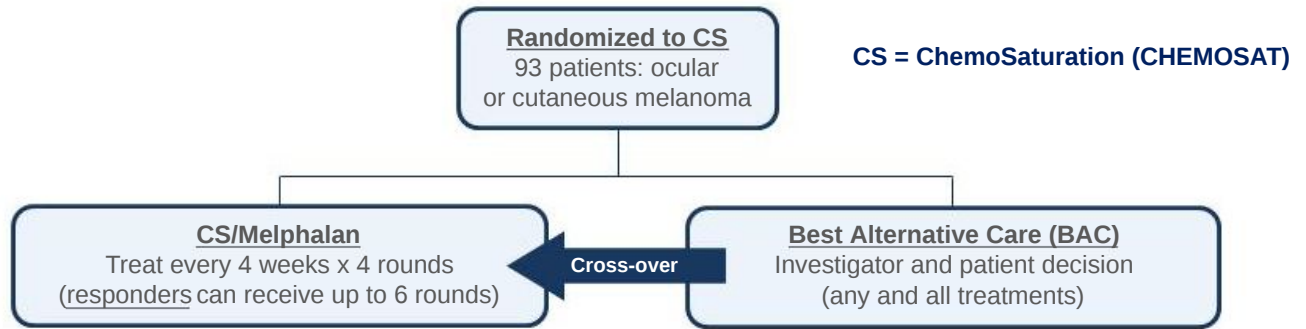 Randomized to CS
93 patients: ocular
or cutaneous melanoma
CS = ChemoSaturation (CHEMOSAT)
CS/Melphalan
Treat every 4 weeks x 4 rounds
(responders can receive up to 6 rounds)
Cross-over
Best Alternative Care (BAC)
Investigator and patient decision
(any and all treatments)